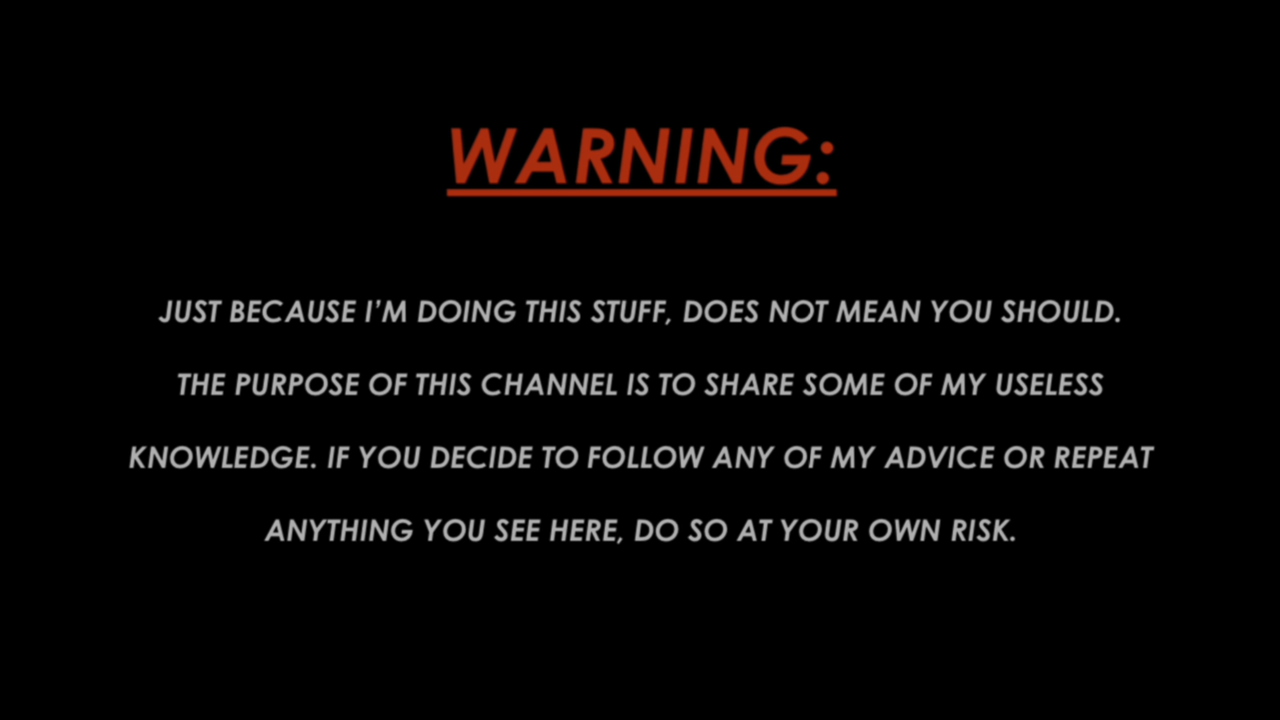 WARNING:
JUST BECAUSE I’M DOING THIS STUFF, DOES NOT MEAN YOU SHOULD.
THE PURPOSE OF THIS CHANNEL IS TO SHARE SOME OF MY USELESS
KNOWLEDGE. IF YOU DECIDE TO FOLLOW ANY OF MY ADVICE OR REPEAT
ANYTHING YOU SEE HERE, DO SO AT YOUR OWN RISK.